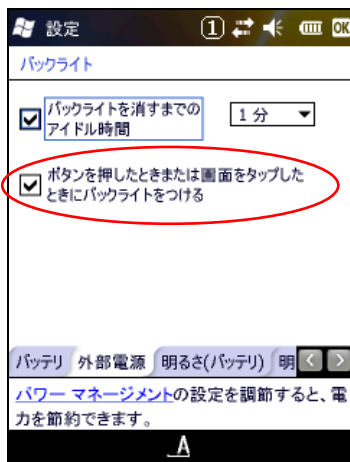 設定 1 OK
バックライト
バックライトを消すまでの
アイドル時間
1 分
ボタンを押したときまたは画面をタップした
ときにバックライトをつける
バッテリ 外部電源 明るさ(バッテリ) 明
パワー マネージメントの設定を調節すると、電
力を節約できます。
A